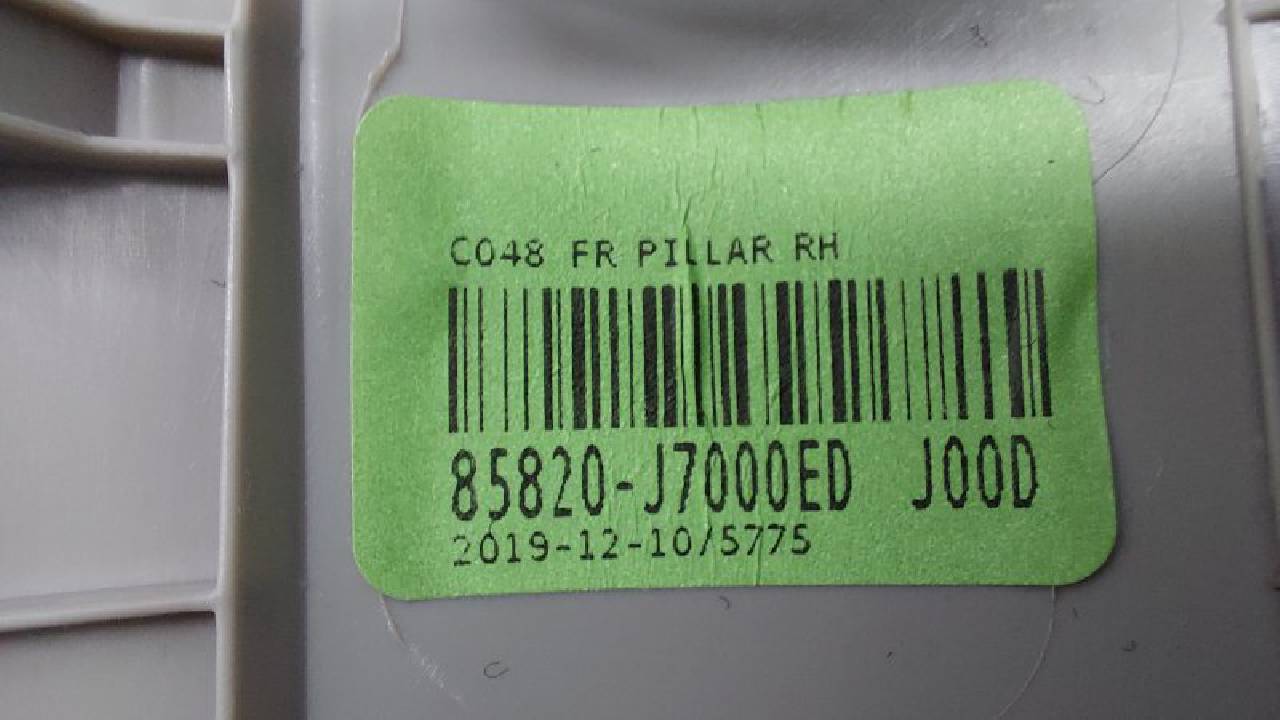 C048 FR PILLAR RH
85820-J7000ED J00D
2019-12-10/5775